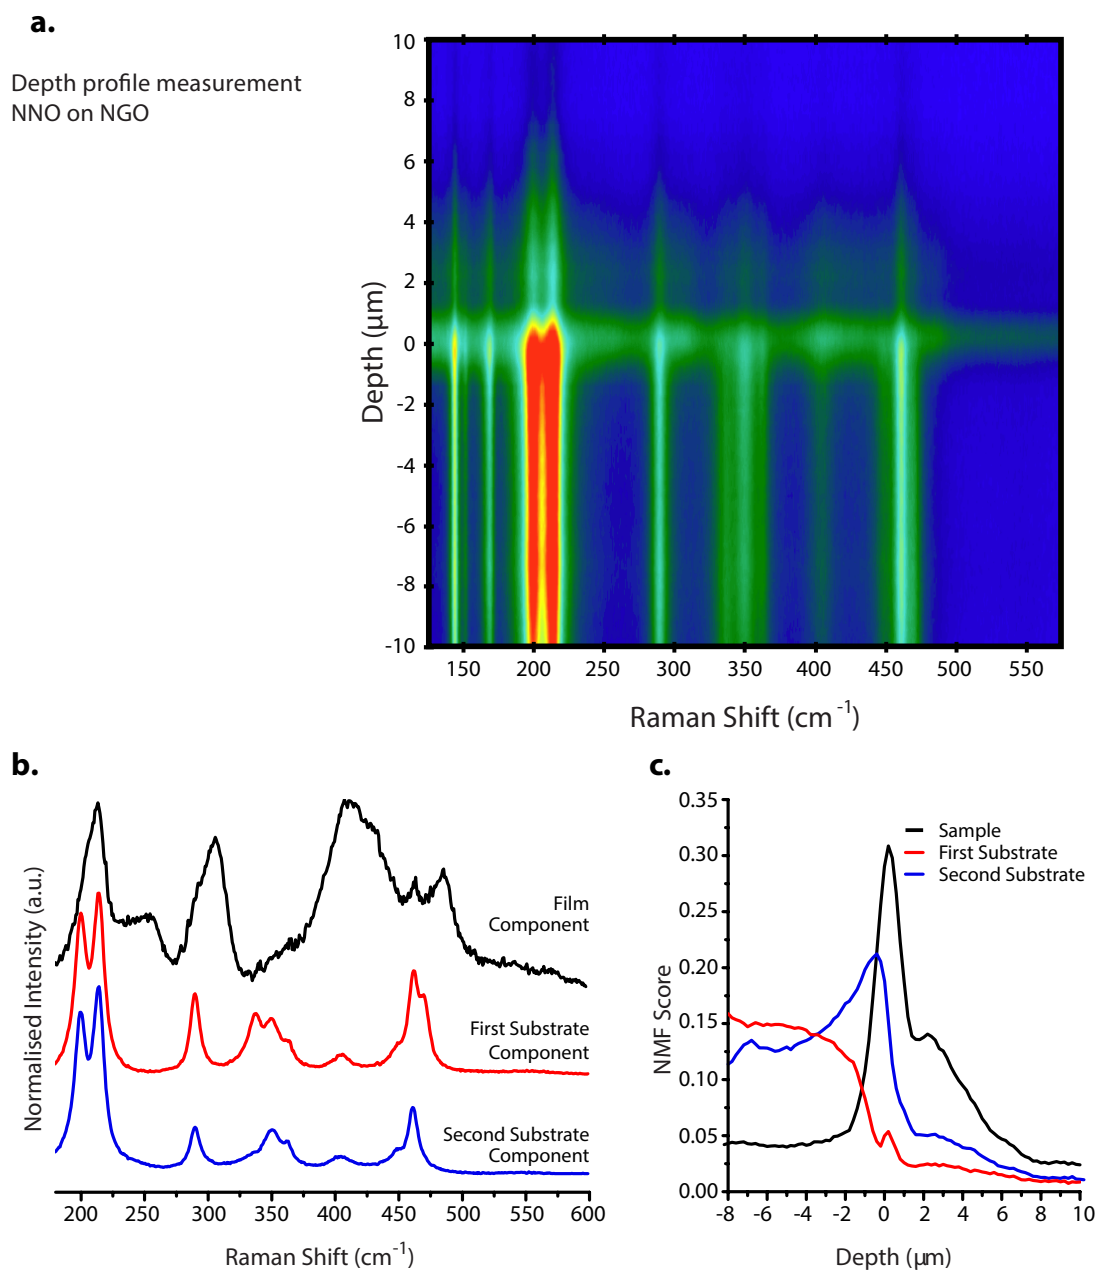 a.
Depth profile measurement
NNO on NGO
10
8
6
4
2
0
-2
-4
-6
-8
-10
Depth (µm)
150 200 250 300 350 400 450 500 550
Raman Shift (cm⁻¹)
b.
Normalised Intensity (a.u.)
Film
Component
First Substrate
Component
Second Substrate
Component
200 250 300 350 400 450 500 550 600
Raman Shift (cm⁻¹)
c.
0.35
0.30
0.25
0.20
0.15
0.10
0.05
0.00
NMF Score
Sample
First Substrate
Second Substrate
-8 -6 -4 -2 0 2 4 6 8 10
Depth (µm)